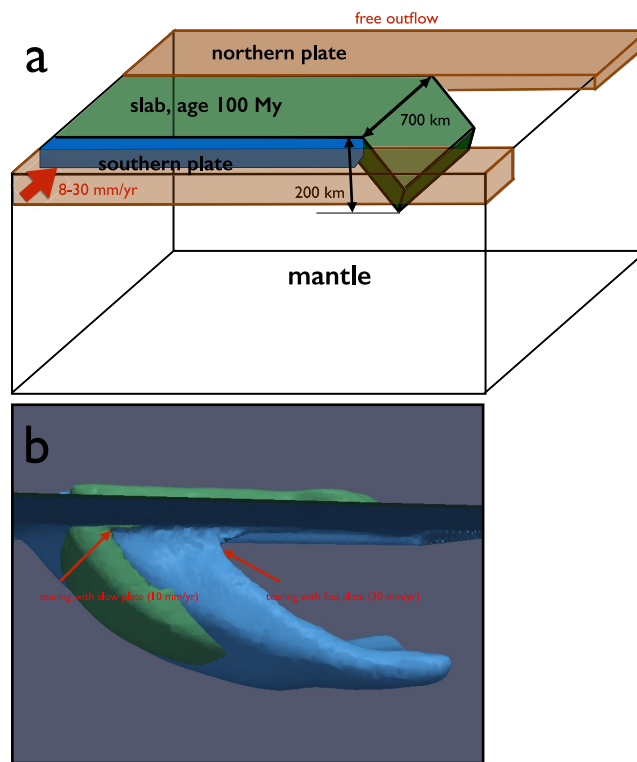 a
free outflow
northern plate
slab, age 100 My
700 km
southern plate
8-30 mm/yr
200 km
mantle
b
tearing with slow plate (10 mm/yr)
tearing with fast plate (30 mm/yr)